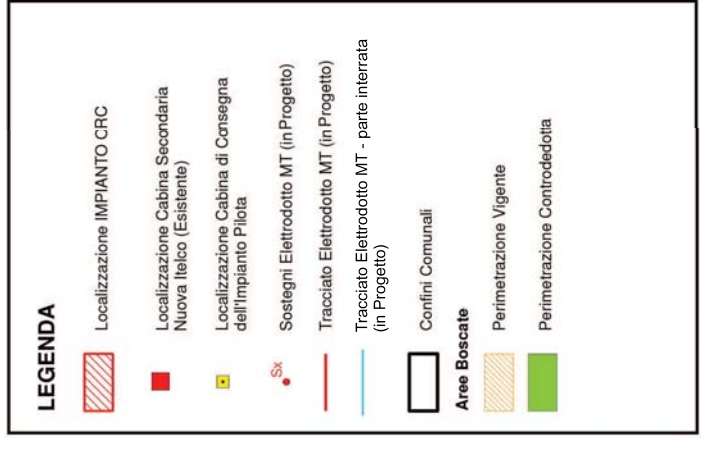 LEGENDA
Localizzazione IMPIANTO CRC
Localizzazione Cabina Secondaria
Nuova Itelco (Esistente)
Localizzazione Cabina di Consegna
dell'Impianto Pilota
Sx
Sostegni Elettrodotto MT (in Progetto)
Tracciato Elettrodotto MT (in Progetto)
Tracciato Elettrodotto MT - parte interrata
(in Progetto)
Confini Comunali
Aree Boscate
Perimetrazione Vigente
Perimetrazione Controdedotta